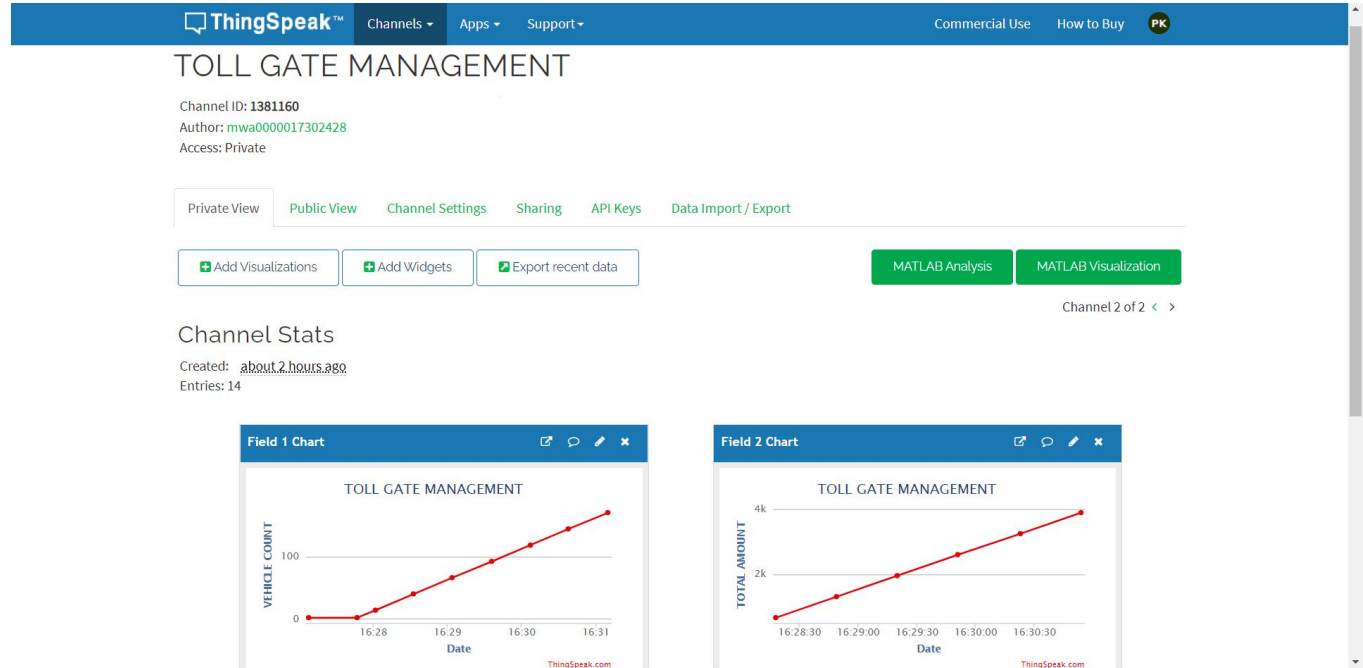 ThingSpeak™ Channels Apps Support Commercial Use How to Buy PK
TOLL GATE MANAGEMENT
Channel ID: 1381160
Author: mwa0000017302428
Access: Private
Private View Public View Channel Settings Sharing API Keys Data Import / Export
Add Visualizations Add Widgets Export recent data MATLAB Analysis MATLAB Visualization
Channel 2 of 2 < >
Channel Stats
Created: about 2 hours ago
Entries: 14
Field 1 Chart
TOLL GATE MANAGEMENT
VEHICLE COUNT
100
0
16:28 16:29 16:30 16:31
Date
ThingSpeak.com
Field 2 Chart
TOLL GATE MANAGEMENT
TOTAL AMOUNT
4k
2k
16:28:30 16:29:00 16:29:30 16:30:00 16:30:30
Date
ThingSpeak.com